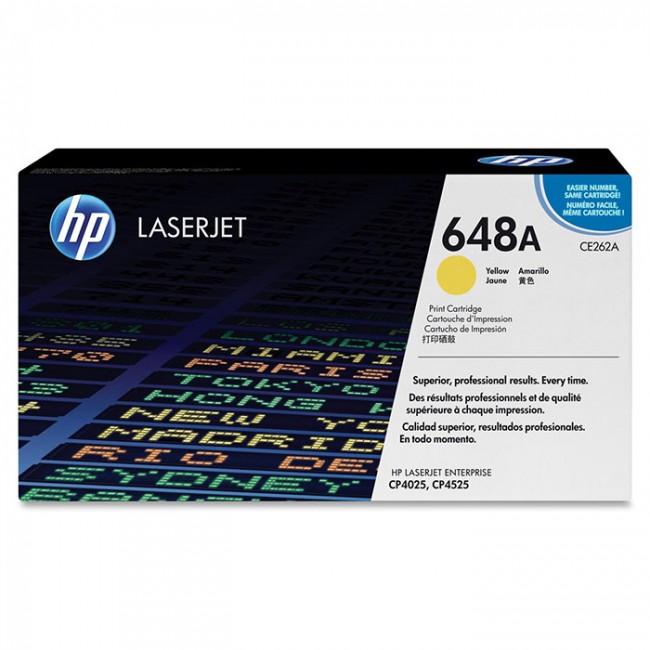 hp
hp
LASERJET
LONDON
MIAMI
PARIS
TOKYO
HONG
NEW YO
MADRID
RIO DE
SYDNEY
EASIER NUMBER,
SAME CARTRIDGE!
NUMÉRO FACILE,
MÊME CARTOUCHE !
648A
CE262A
Yellow Amarillo
Jaune 黄色
Print Cartridge
Cartouche d'Impression
Cartucho de Impresión
打印硒鼓
Superior, professional results. Every time.
Des résultats professionnels et de qualité
supérieure à chaque impression.
Calidad superior, resultados profesionales.
En todo momento.
HP LASERJET ENTERPRISE
CP4025, CP4525